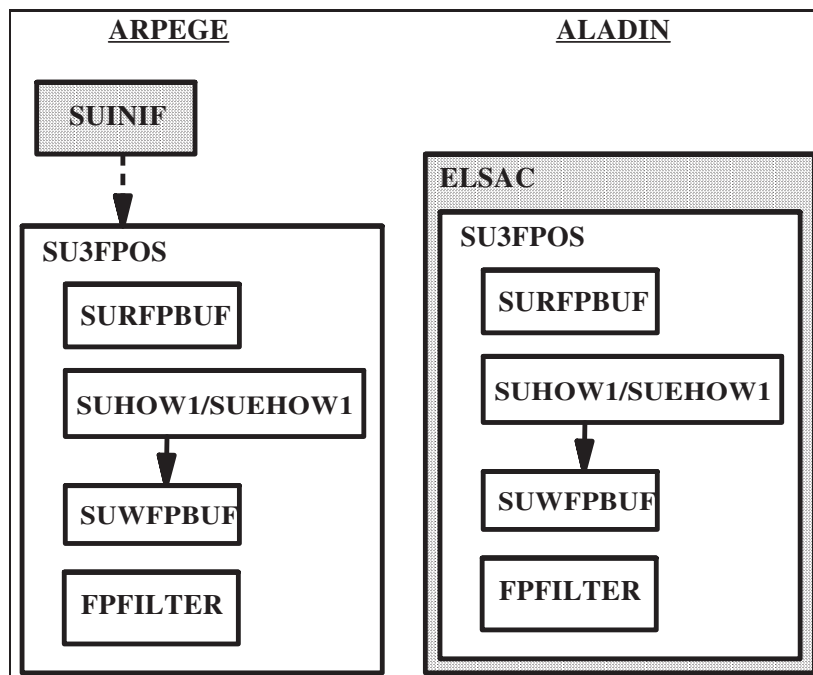 ARPEGE
ALADIN
SUINIF
SU3FPOS
SURFPBUF
SUHOW1/SUEHOW1
SUWFPBUF
FPFILTER
ELSAC
SU3FPOS
SURFPBUF
SUHOW1/SUEHOW1
SUWFPBUF
FPFILTER